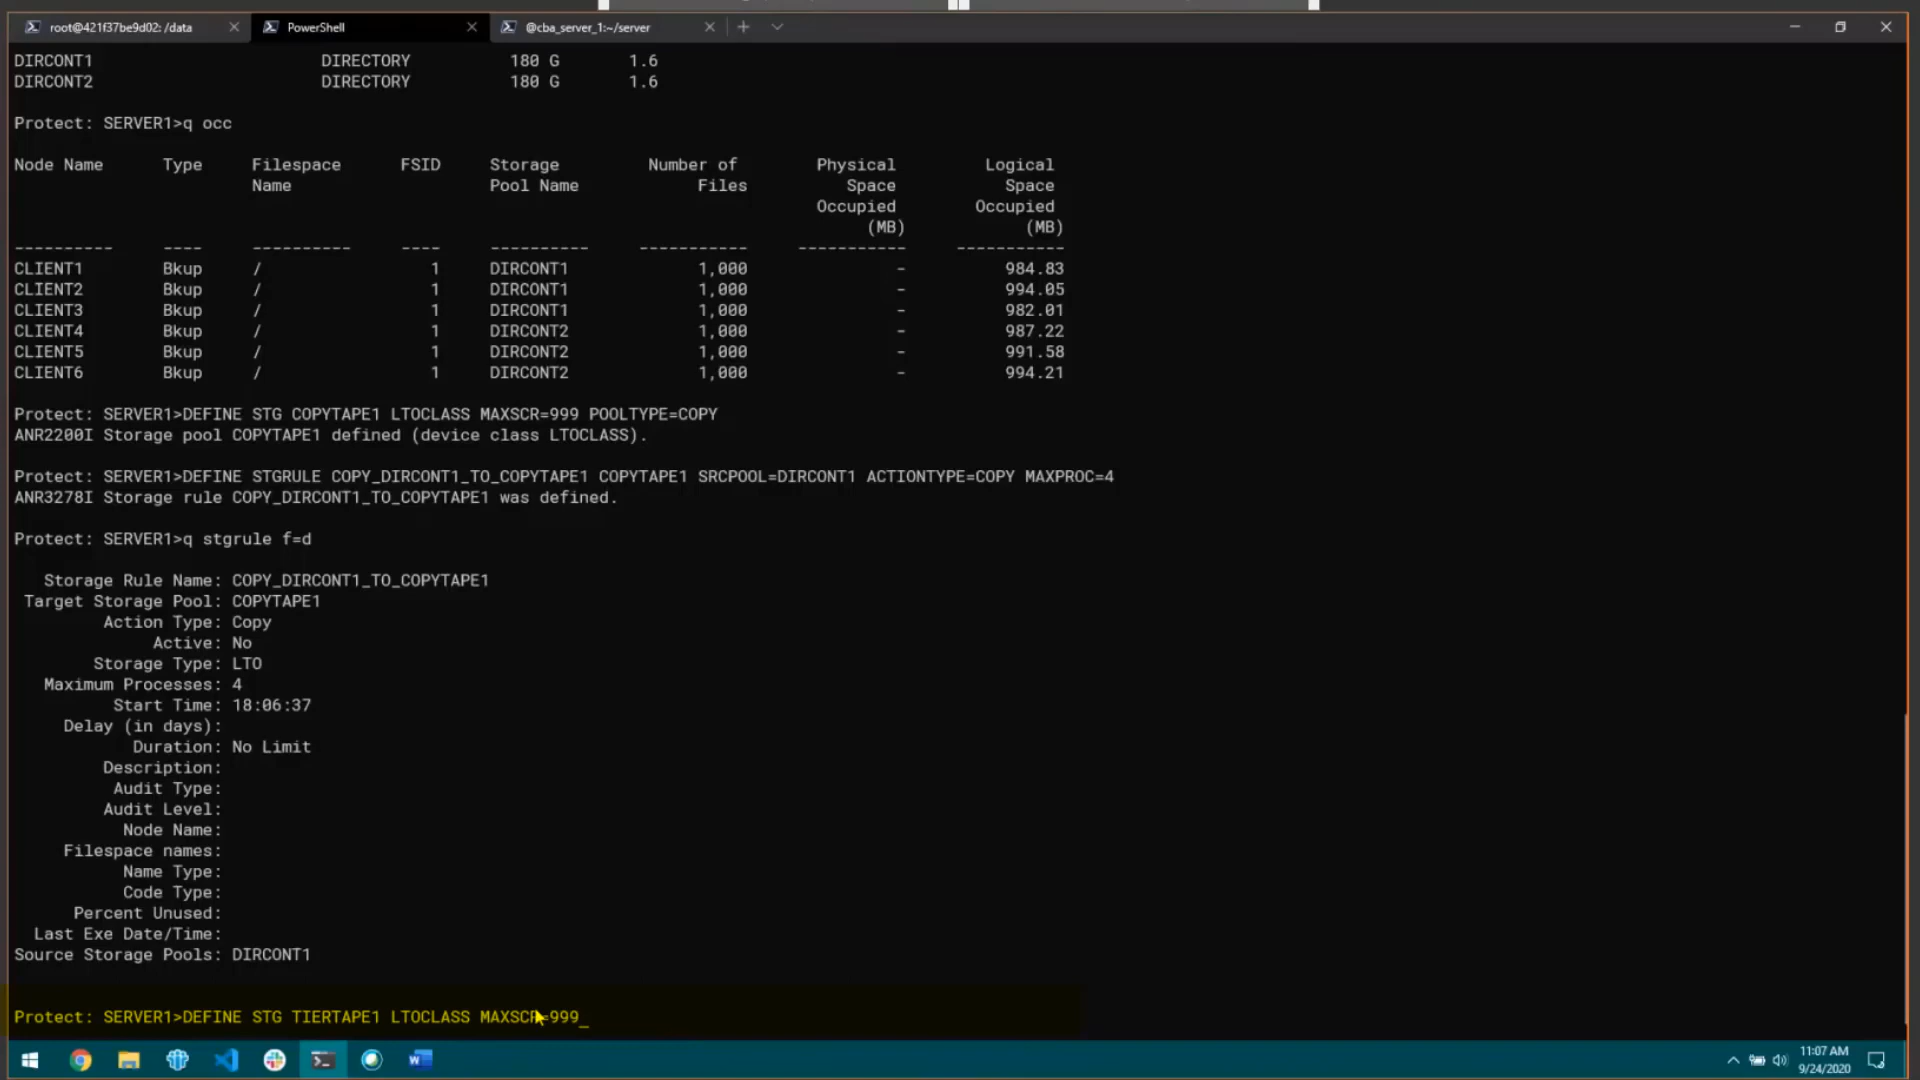 root@421f37be9d02: /data PowerShell @cba_server_1:~/server
DIRCONT1 DIRECTORY 180 G 1.6
DIRCONT2 DIRECTORY 180 G 1.6
Protect: SERVER1>q occ
Node Name Type Filespace FSID Storage Number of Physical Logical
Name Pool Name Files Space Space
Occupied Occupied
(MB) (MB)
---------- ---- ---------- ---- ---------- ----------- ----------- -----------
CLIENT1 Bkup / 1 DIRCONT1 1,000 - 984.83
CLIENT2 Bkup / 1 DIRCONT1 1,000 - 994.05
CLIENT3 Bkup / 1 DIRCONT1 1,000 - 982.01
CLIENT4 Bkup / 1 DIRCONT2 1,000 - 987.22
CLIENT5 Bkup / 1 DIRCONT2 1,000 - 991.58
CLIENT6 Bkup / 1 DIRCONT2 1,000 - 994.21
Protect: SERVER1>DEFINE STG COPYTAPE1 LTOCLASS MAXSCR=999 POOLTYPE=COPY
ANR2200I Storage pool COPYTAPE1 defined (device class LTOCLASS).
Protect: SERVER1>DEFINE STGRULE COPY_DIRCONT1_TO_COPYTAPE1 COPYTAPE1 SRCPOOL=DIRCONT1 ACTIONTYPE=COPY MAXPROC=4
ANR3278I Storage rule COPY_DIRCONT1_TO_COPYTAPE1 was defined.
Protect: SERVER1>q stgrule f=d
Storage Rule Name: COPY_DIRCONT1_TO_COPYTAPE1
Target Storage Pool: COPYTAPE1
Action Type: Copy
Active: No
Storage Type: LTO
Maximum Processes: 4
Start Time: 18:06:37
Delay (in days):
Duration: No Limit
Description:
Audit Type:
Audit Level:
Node Name:
Filespace names:
Name Type:
Code Type:
Percent Unused:
Last Exe Date/Time:
Source Storage Pools: DIRCONT1
Protect: SERVER1>DEFINE STG TIERTAPE1 LTOCLASS MAXSCR=999_
11:07 AM
9/24/2020